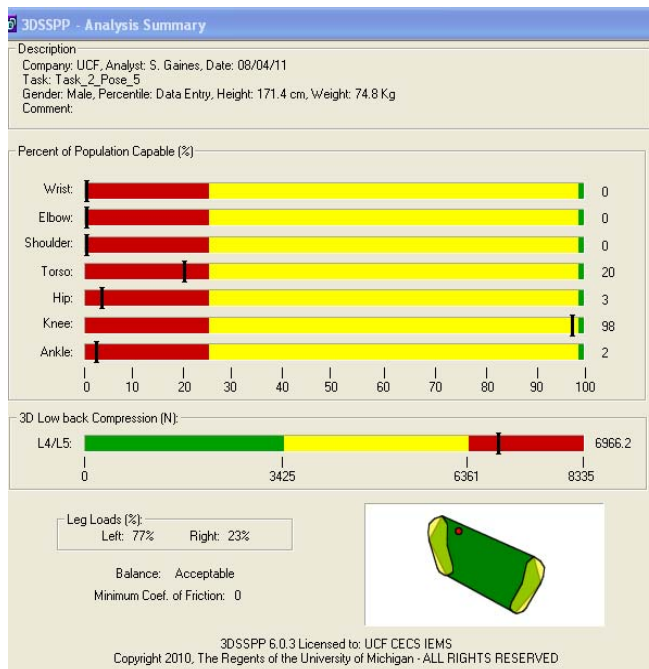 3DSSPP - Analysis Summary
Description
Company: UCF, Analyst: S. Gaines, Date: 08/04/11
Task: Task_2_Pose_5
Gender: Male, Percentile: Data Entry, Height: 171.4 cm, Weight: 74.8 Kg
Comment:
Percent of Population Capable (%)
Wrist: 0
Elbow: 0
Shoulder: 0
Torso: 20
Hip: 3
Knee: 98
Ankle: 2
0 10 20 30 40 50 60 70 80 90 100
3D Low back Compression (N):
L4/L5: 6966.2
0 3425 6361 8335
Leg Loads (%):
Left: 77% Right: 23%
Balance: Acceptable
Minimum Coef. of Friction: 0
3DSSPP 6.0.3 Licensed to: UCF CECS IEMS
Copyright 2010, The Regents of the University of Michigan - ALL RIGHTS RESERVED